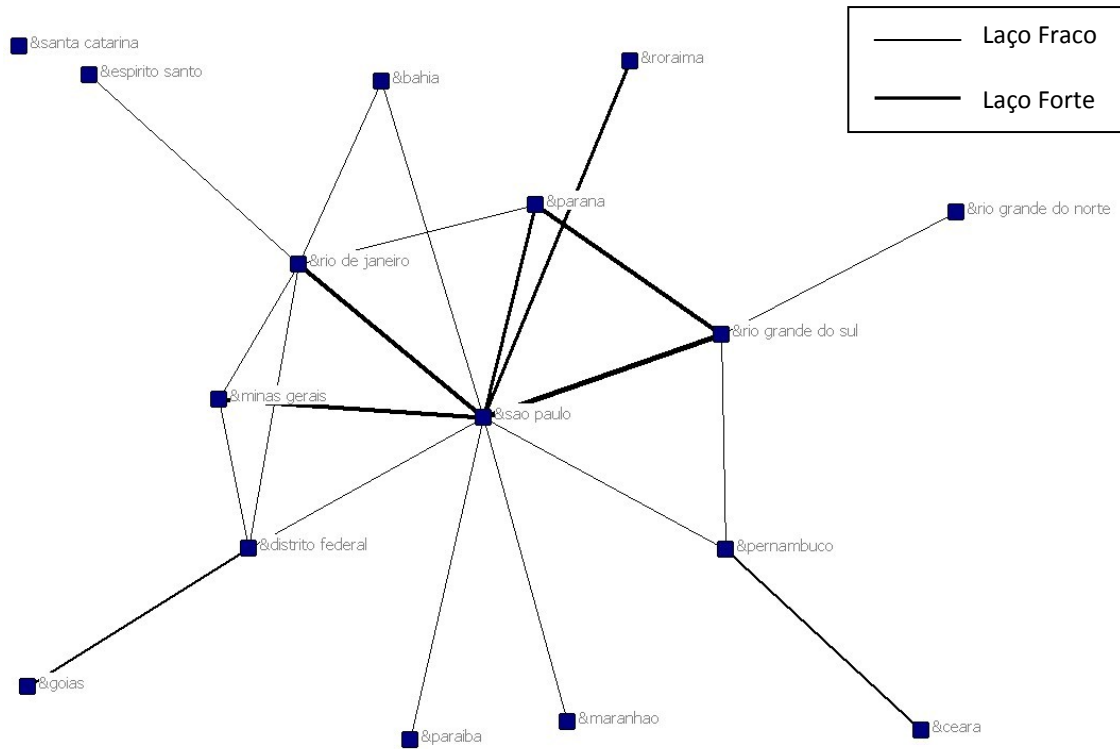 &santa catarina
&espirito santo
&bahia
&roraima
Laço Fraco
Laço Forte
&parana
&rio grande do norte
&rio de janeiro
&rio grande do sul
&minas gerais
&sao paulo
&distrito federal
&pernambuco
&goias
&paraiba
&maranhao
&ceara